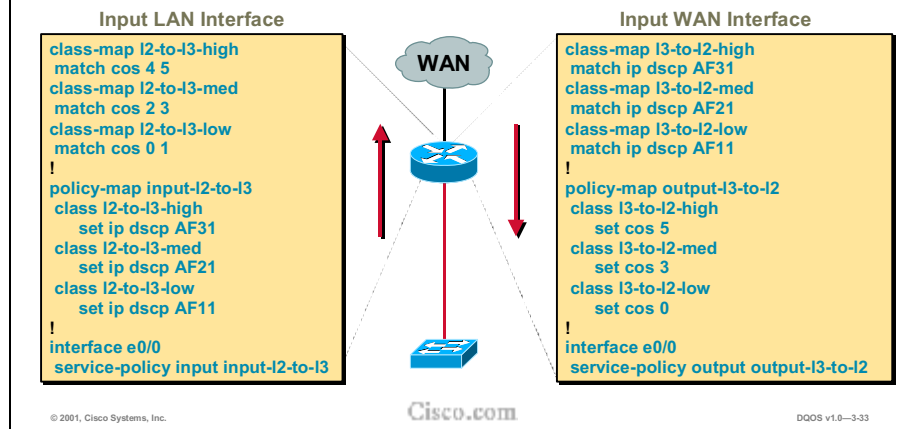 Input LAN Interface
class-map l2-to-l3-high
match cos 4 5
class-map l2-to-l3-med
match cos 2 3
class-map l2-to-l3-low
match cos 0 1
!
policy-map input-l2-to-l3
class l2-to-l3-high
set ip dscp AF31
class l2-to-l3-med
set ip dscp AF21
class l2-to-l3-low
set ip dscp AF11
!
interface e0/0
service-policy input input-l2-to-l3
WAN
Input WAN Interface
class-map l3-to-l2-high
match ip dscp AF31
class-map l3-to-l2-med
match ip dscp AF21
class-map l3-to-l2-low
match ip dscp AF11
!
policy-map output-l3-to-l2
class l3-to-l2-high
set cos 5
class l3-to-l2-med
set cos 3
class l3-to-l2-low
set cos 0
!
interface e0/0
service-policy output output-l3-to-l2
© 2001, Cisco Systems, Inc.
Cisco.com
DQOS v1.0—3-33